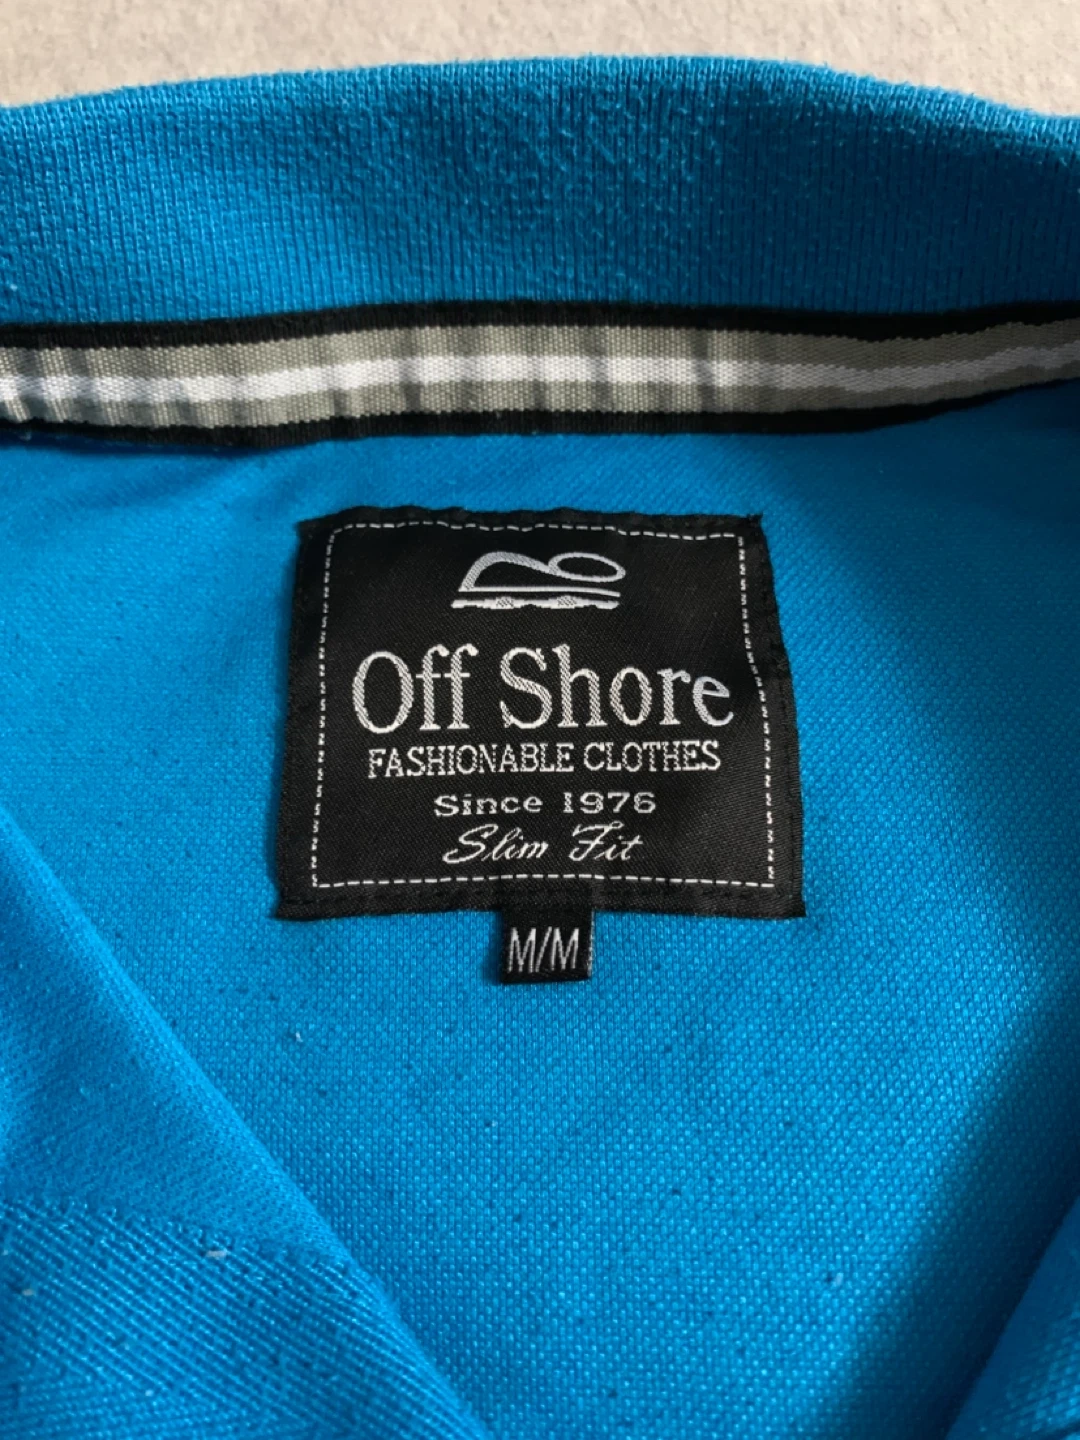 Off Shore
FASHIONABLE CLOTHES
Since 1976
Slim Fit
M/M